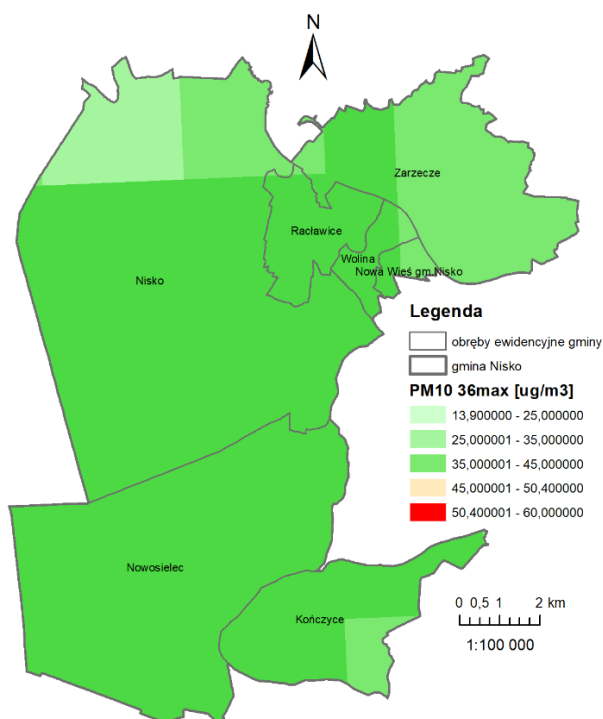 N
Zarzecze
Racławice
Wolina
Nowa Wieś gm. Nisko
Nisko
Legenda
obręby ewidencyjne gminy
gmina Nisko
PM10 36max [ug/m3]
13,900000 - 25,000000
25,000001 - 35,000000
35,000001 - 45,000000
45,000001 - 50,400000
50,400001 - 60,000000
Nowosielec
Kończyce
0 0,5 1 2 km
1:100 000